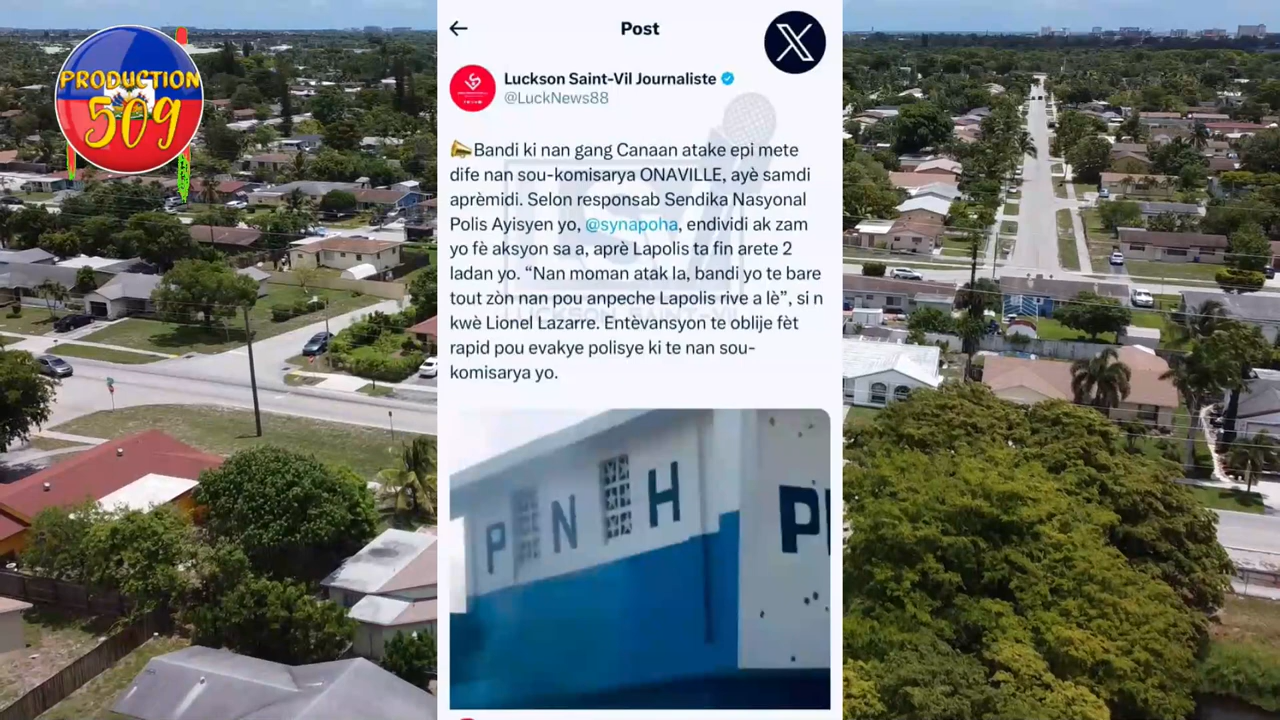 PRODUCTION
509
Post
X
Luckson Saint-Vil Journaliste
@LuckNews88
Bandi ki nan gang Canaan atake epi mete
dife nan sou-komisarya ONAVILLE, ayè samdi
aprèmidi. Selon responsab Sendika Nasyonal
Polis Ayisyen yo, @synapoha, endividi ak zam
yo fè aksyon sa a, aprè Lapolis ta fin arete 2
ladan yo. “Nan moman atak la, bandi yo te bare
tout zòn nan pou anpeche Lapolis rive a lè”, si n
kwè Lionel Lazarre. Entèvansyon te oblije fèt
rapid pou evakye polisye ki te nan sou-
komisarya yo.
LUCKSON SAINT-VIL
P N H